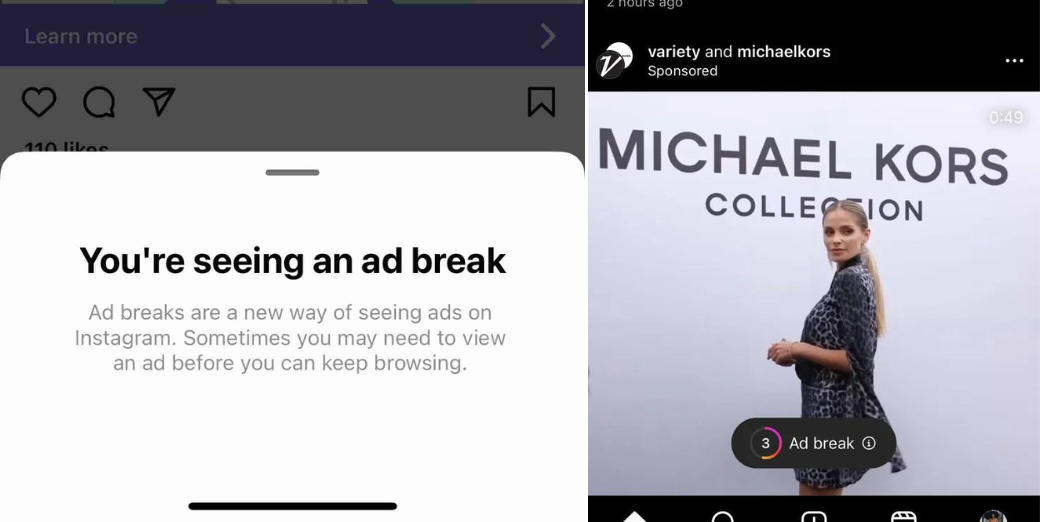 Learn more
110 likes
You're seeing an ad break
Ad breaks are a new way of seeing ads on
Instagram. Sometimes you may need to view
an ad before you can keep browsing.
2 hours ago
variety and michaelkors
Sponsored
0:49
MICHAEL KORS
COLLECTION
3 Ad break